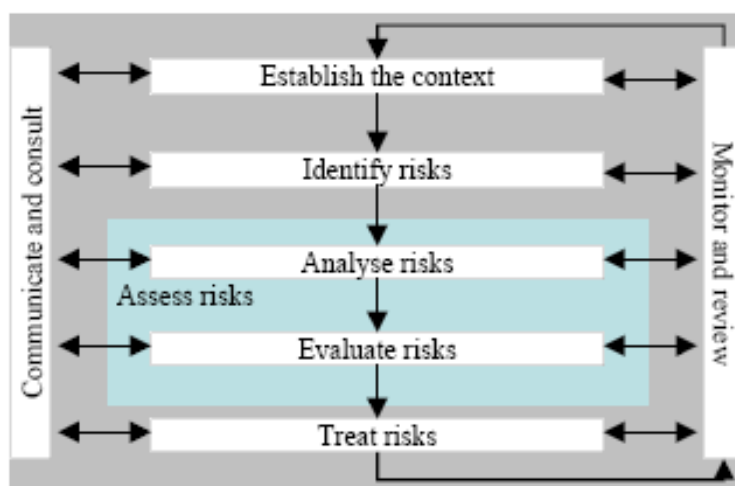 Communicate and consult
Establish the context
Identify risks
Analyse risks
Assess risks
Evaluate risks
Treat risks
Monitor and review